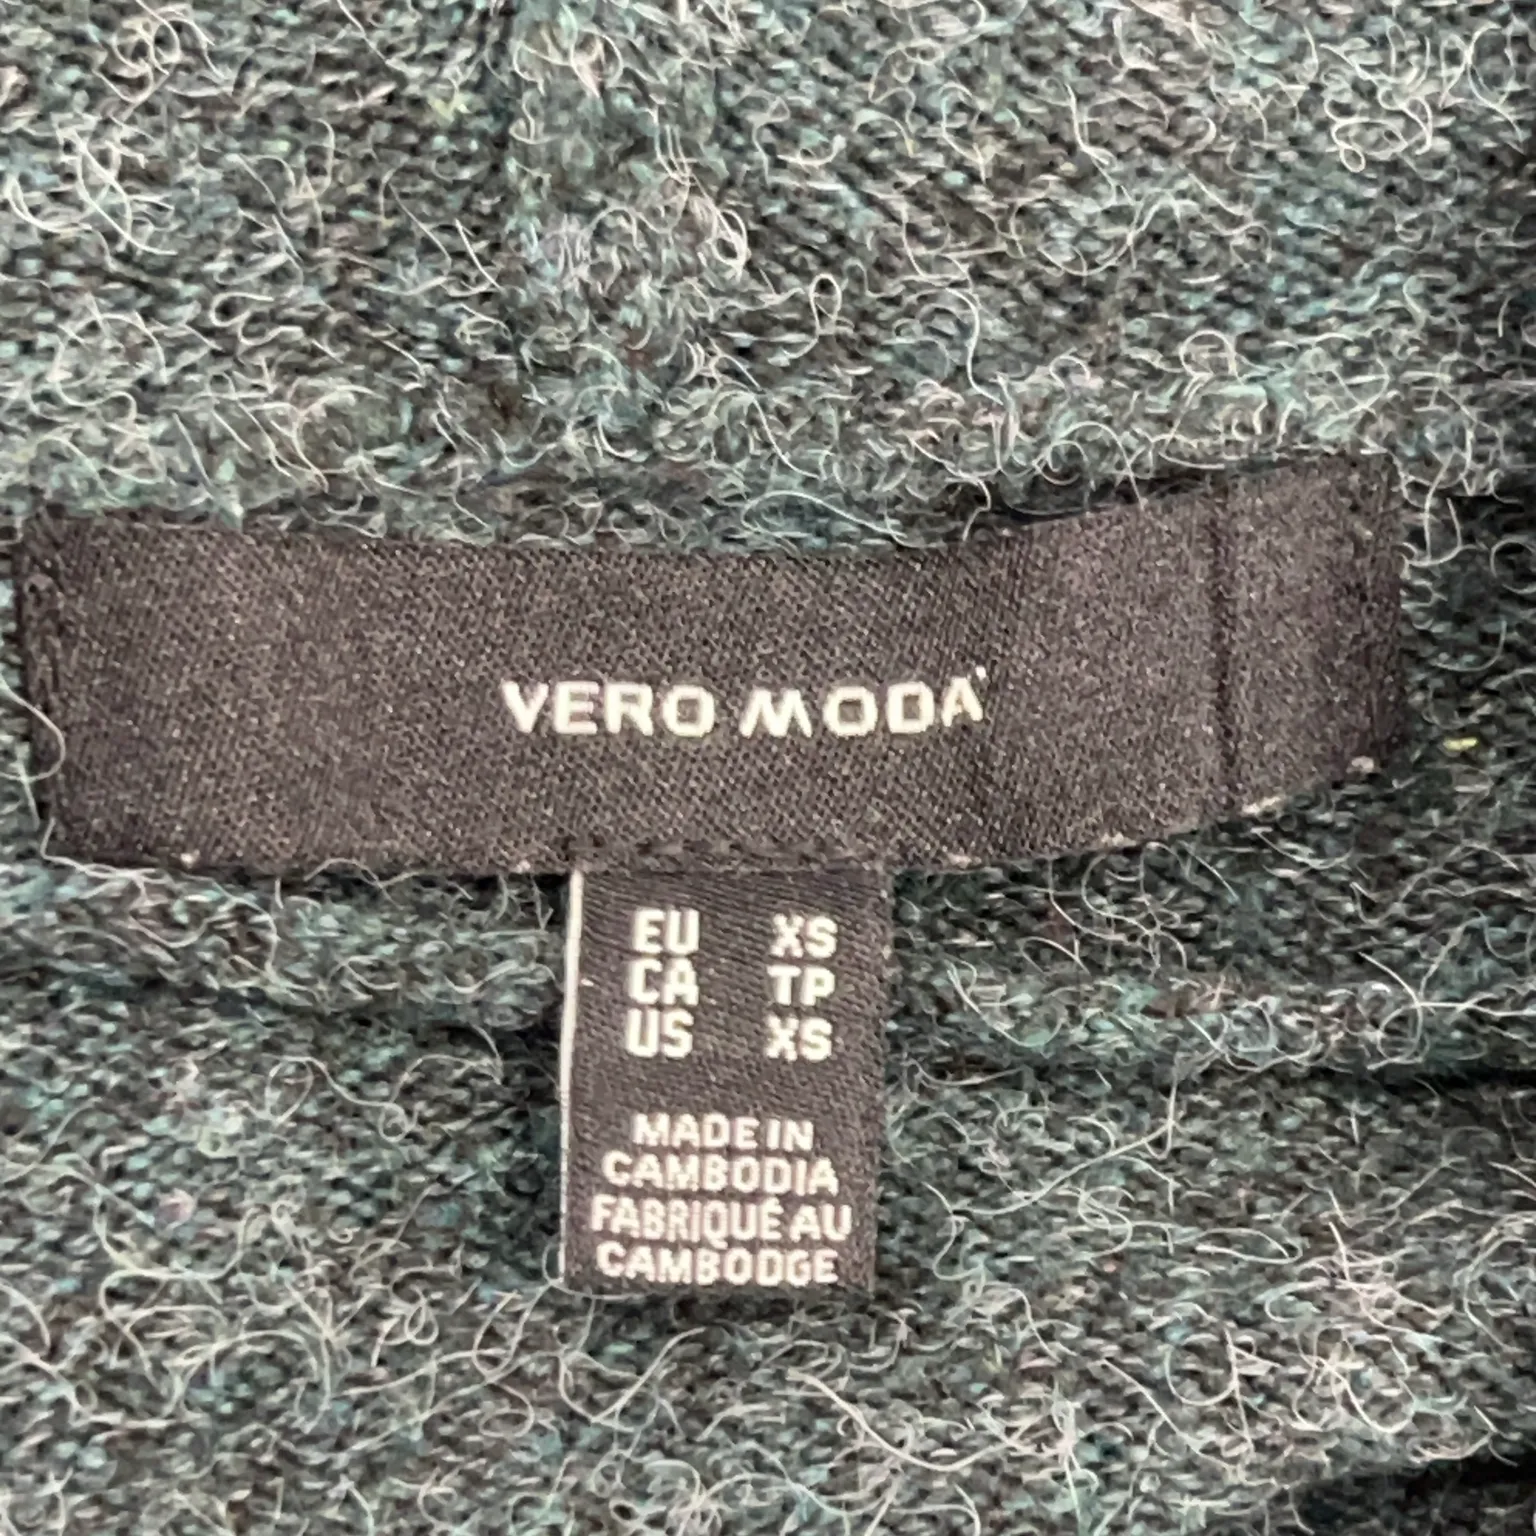 VERO MODA
EU XS
CA TP
US XS
MADE IN
CAMBODIA
FABRIQUÉ AU
CAMBODGE